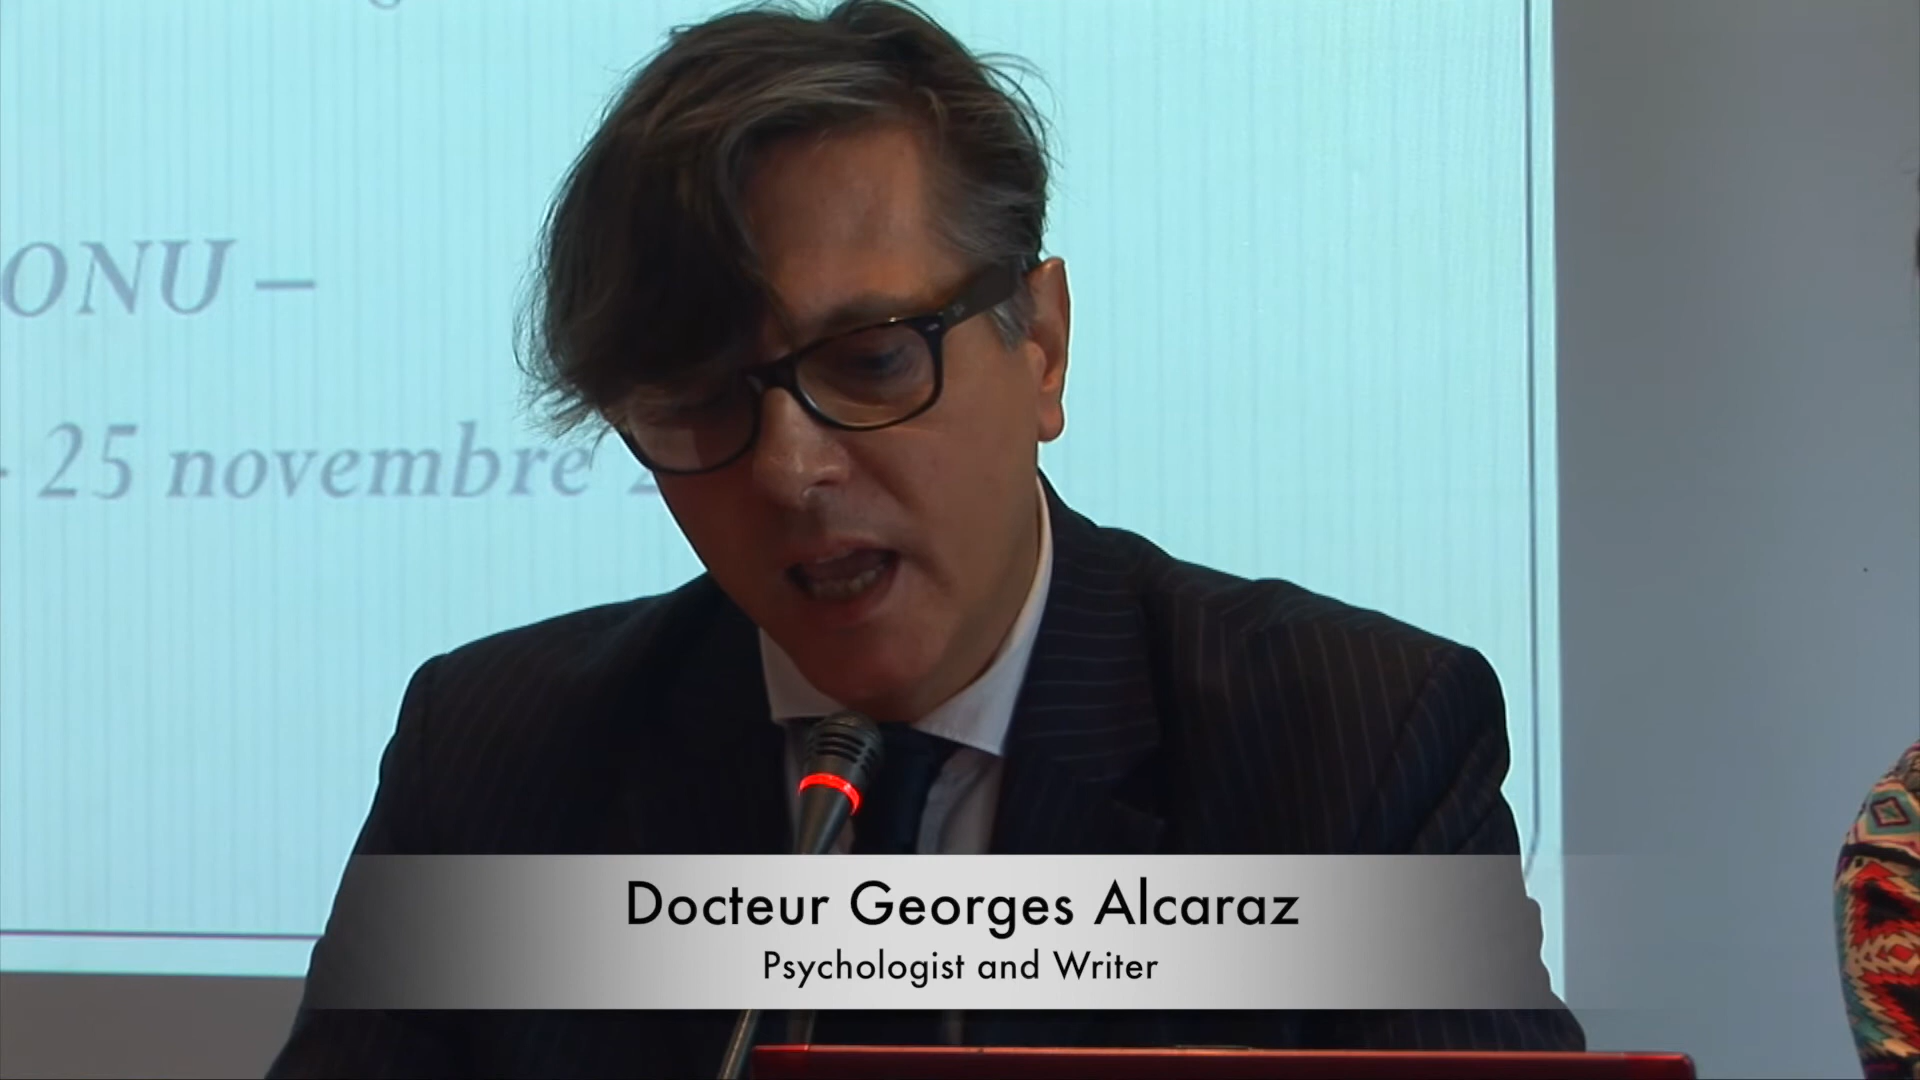 ONU –
- 25 novembre
Docteur Georges Alcaraz
Psychologist and Writer